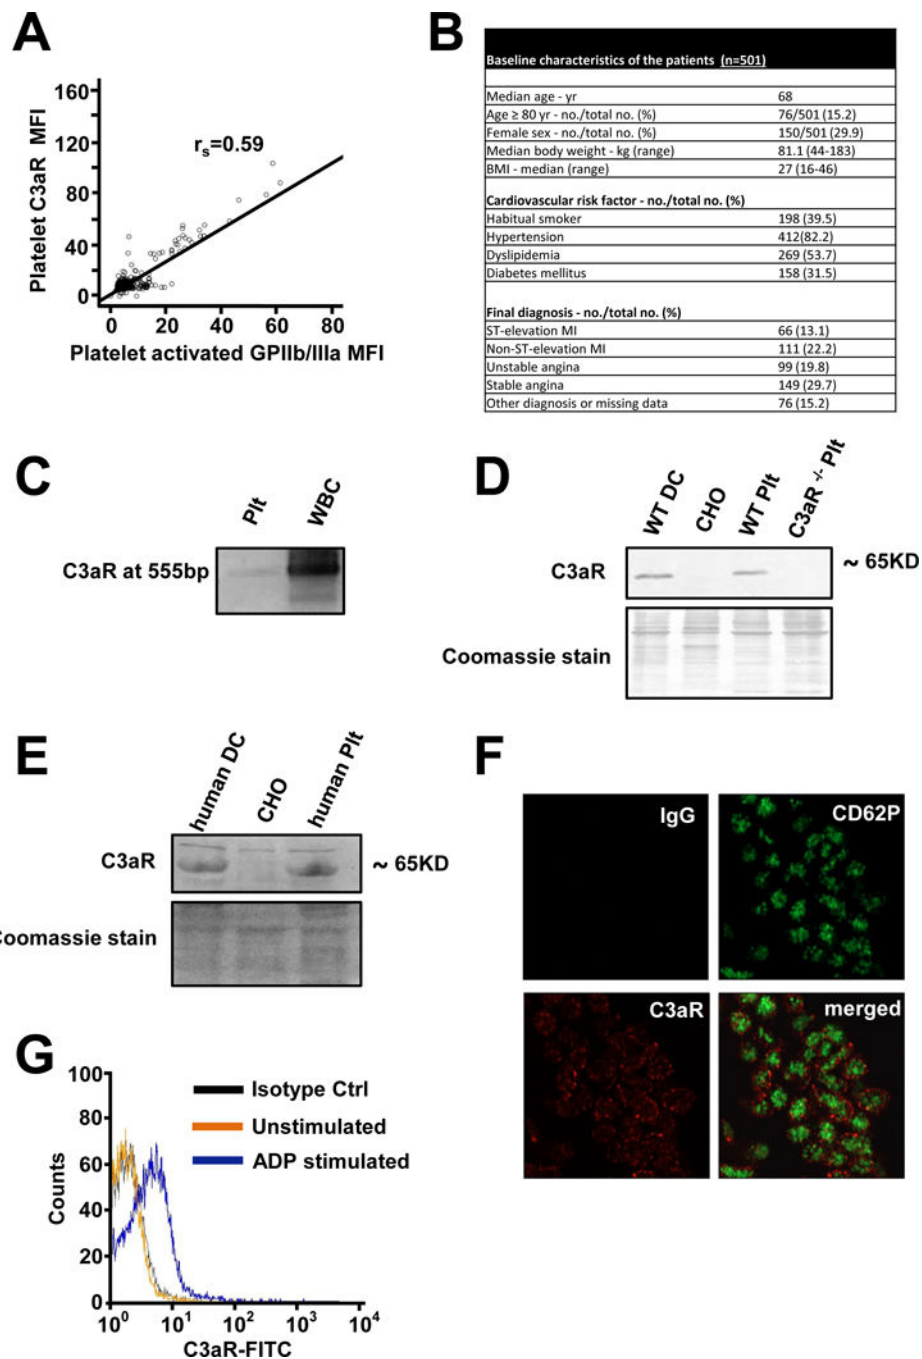 A
Platelet C3aR MFI
160
120
80
40
0
rs=0.59
0 20 40 60 80
Platelet activated GPIIb/IIIa MFI
B
Baseline characteristics of the patients (n=501)
Median age - yr 68
Age ≥ 80 yr - no./total no. (%) 76/501 (15.2)
Female sex - no./total no. (%) 150/501 (29.9)
Median body weight - kg (range) 81.1 (44-183)
BMI - median (range) 27 (16-46)
Cardiovascular risk factor - no./total no. (%)
Habitual smoker 198 (39.5)
Hypertension 412(82.2)
Dyslipidemia 269 (53.7)
Diabetes mellitus 158 (31.5)
Final diagnosis - no./total no. (%)
ST-elevation MI 66 (13.1)
Non-ST-elevation MI 111 (22.2)
Unstable angina 99 (19.8)
Stable angina 149 (29.7)
Other diagnosis or missing data 76 (15.2)
C
Plt WBC
C3aR at 555bp
D
WT DC CHO WT Plt C3aR -/- Plt
C3aR ~ 65KD
Coomassie stain
E
human DC CHO human Plt
C3aR ~ 65KD
Coomassie stain
F
IgG
CD62P
C3aR
merged
G
Counts
100
80
60
40
20
0
Isotype Ctrl
Unstimulated
ADP stimulated
10^0 10^1 10^2 10^3 10^4
C3aR-FITC